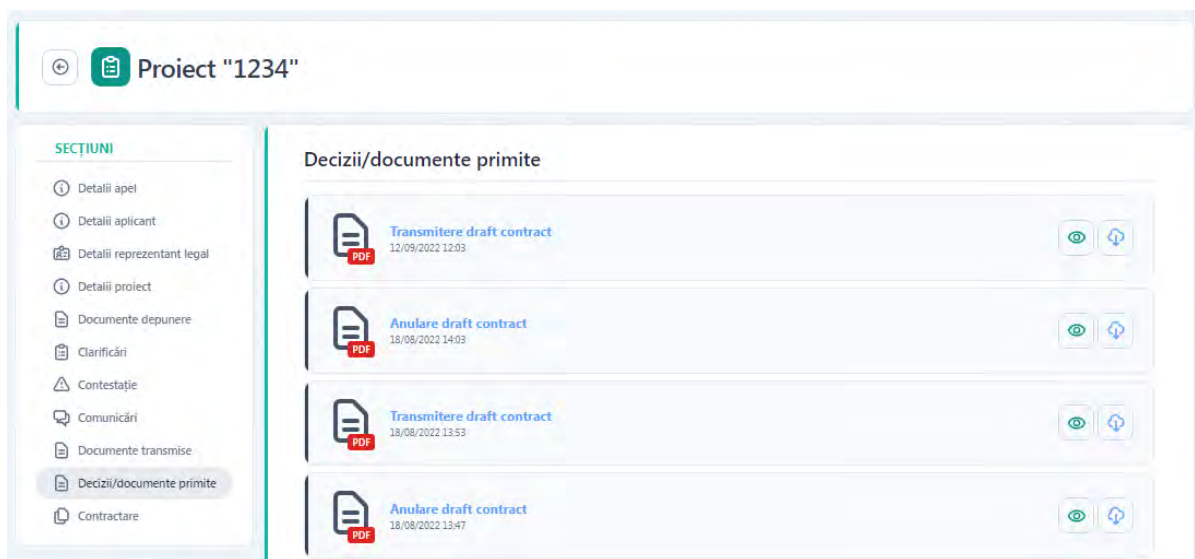 Proiect "1234"
SECȚIUNI
Detalii apel
Detalii aplicant
Detalii reprezentant legal
Detalii proiect
Documente depunere
Clarificări
Contestație
Comunicări
Documente transmise
Decizii/documente primite
Contractare
Decizii/documente primite
PDF
Transmitere draft contract
12/09/2022 12:03
PDF
Anulare draft contract
18/08/2022 14:03
PDF
Transmitere draft contract
18/08/2022 13:53
PDF
Anulare draft contract
18/08/2022 13:47